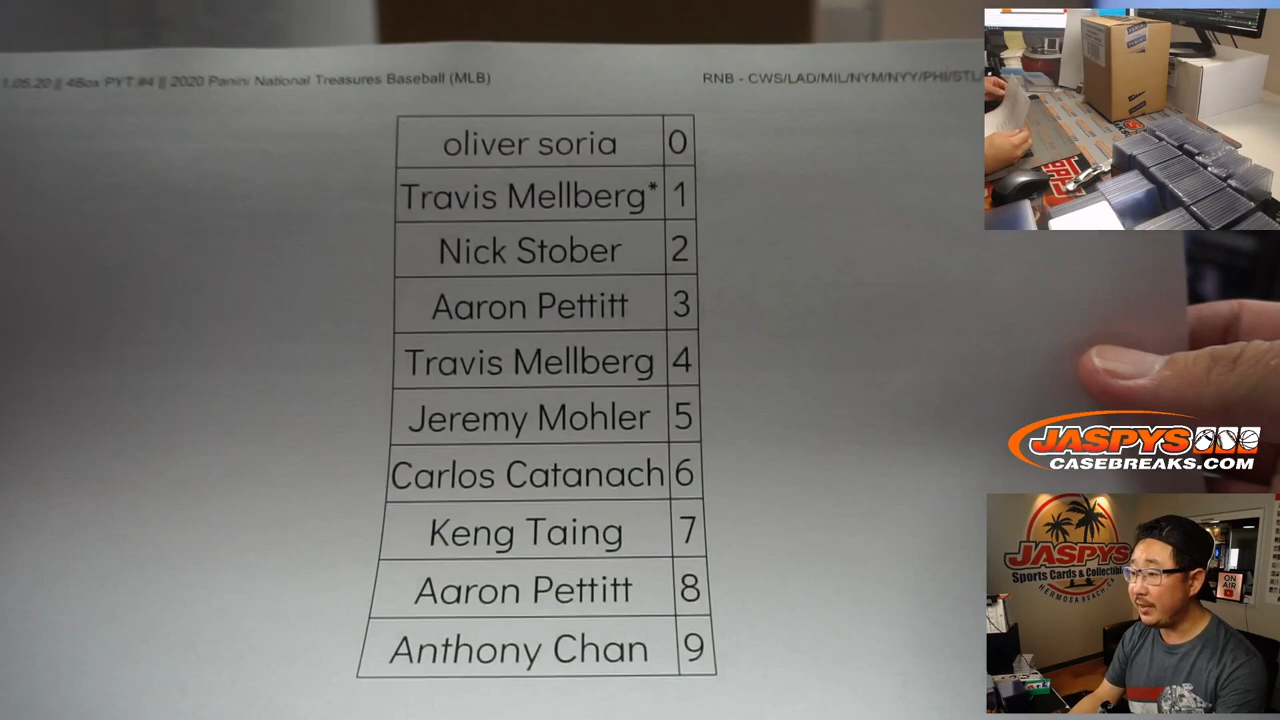 1.05.20 || 4Box PYT #4 || 2020 Panini National Treasures Baseball (MLB)
RNB - CWS/LAD/MIL/NYM/NYY/PHI/STL
oliver soria 0
Travis Mellberg* 1
Nick Stober 2
Aaron Pettitt 3
Travis Mellberg 4
Jeremy Mohler 5
Carlos Catanach 6
Keng Taing 7
Aaron Pettitt 8
Anthony Chan 9
JASPYS
CASEBREAKS.COM
JASPYS
Sports Cards & Collectibles
HERMOSA BEACH, CA
ON
AIR